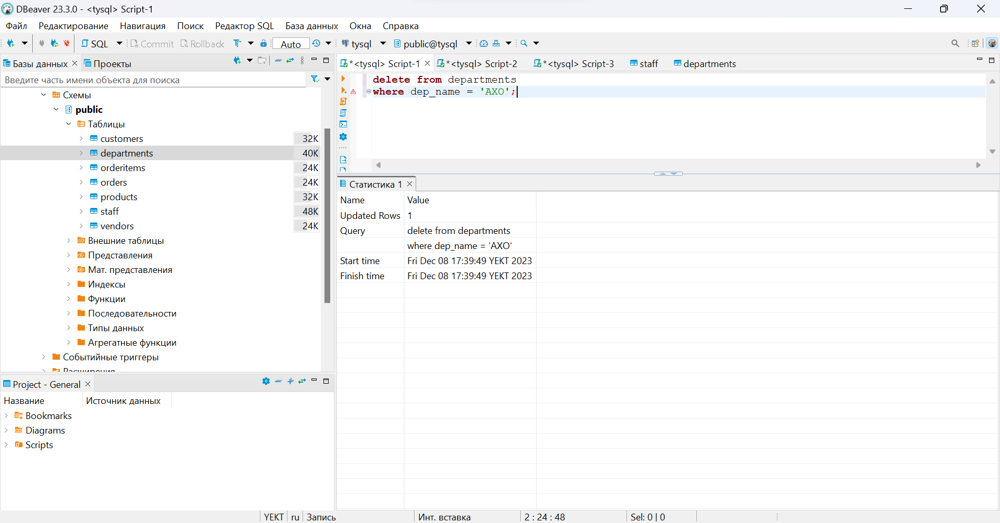 DBeaver 23.3.0 - <tysql> Script-1
Файл Редактирование Навигация Поиск Редактор SQL База данных Окна Справка
SQL Commit Rollback Auto tysql public@tysql
Базы данных Проекты
Введите часть имени объекта для поиска
Схемы
public
Таблицы
customers 32K
departments 40K
orderitems 24K
orders 24K
products 32K
staff 48K
vendors 24K
Внешние таблицы
Представления
Мат. представления
Индексы
Функции
Последовательности
Типы данных
Агрегатные функции
Событийные триггеры
Расширения
Project - General
Название Источник данных
Bookmarks
Diagrams
Scripts
*<tysql> Script-1 *<tysql> Script-2 *<tysql> Script-3 staff departments
delete from departments
where dep_name = 'АХО';
Статистика 1
Name Value
Updated Rows 1
Query delete from departments
where dep_name = 'АХО'
Start time Fri Dec 08 17:39:49 YEKT 2023
Finish time Fri Dec 08 17:39:49 YEKT 2023
YEKT ru Запись Инт. вставка 2 : 24 : 48 Sel: 0 | 0